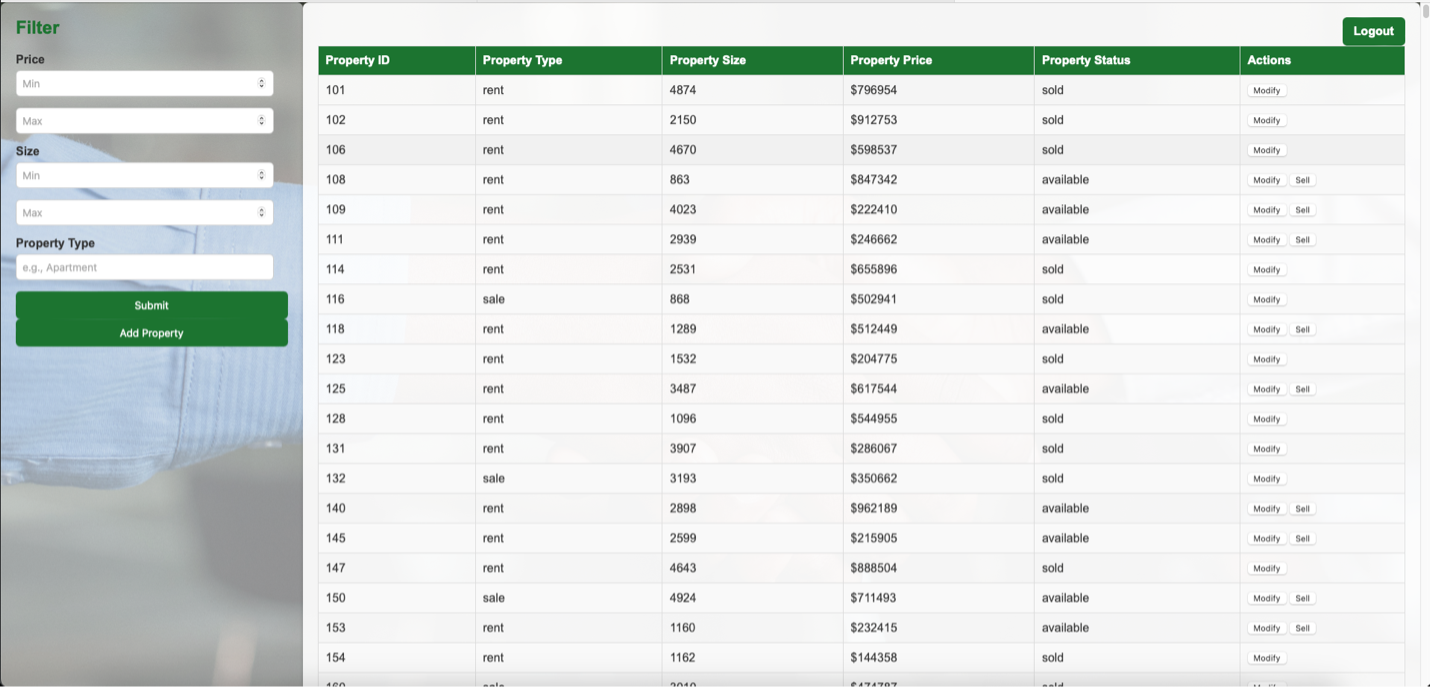 Filter
Price
Min
Max
Size
Min
Max
Property Type
e.g., Apartment
Submit
Add Property
Logout
Property ID Property Type Property Size Property Price Property Status Actions
101 rent 4874 $796954 sold Modify
102 rent 2150 $912753 sold Modify
106 rent 4670 $598537 sold Modify
108 rent 863 $847342 available Modify Sell
109 rent 4023 $222410 available Modify Sell
111 rent 2939 $246662 available Modify Sell
114 rent 2531 $655896 sold Modify
116 sale 868 $502941 sold Modify
118 rent 1289 $512449 available Modify Sell
123 rent 1532 $204775 sold Modify
125 rent 3487 $617544 available Modify Sell
128 rent 1096 $544955 sold Modify
131 rent 3907 $286067 sold Modify
132 sale 3193 $350662 sold Modify
140 rent 2898 $962189 available Modify Sell
145 rent 2599 $215905 available Modify Sell
147 rent 4643 $888504 sold Modify
150 sale 4924 $711493 available Modify Sell
153 rent 1160 $232415 available Modify Sell
154 rent 1162 $144358 sold Modify